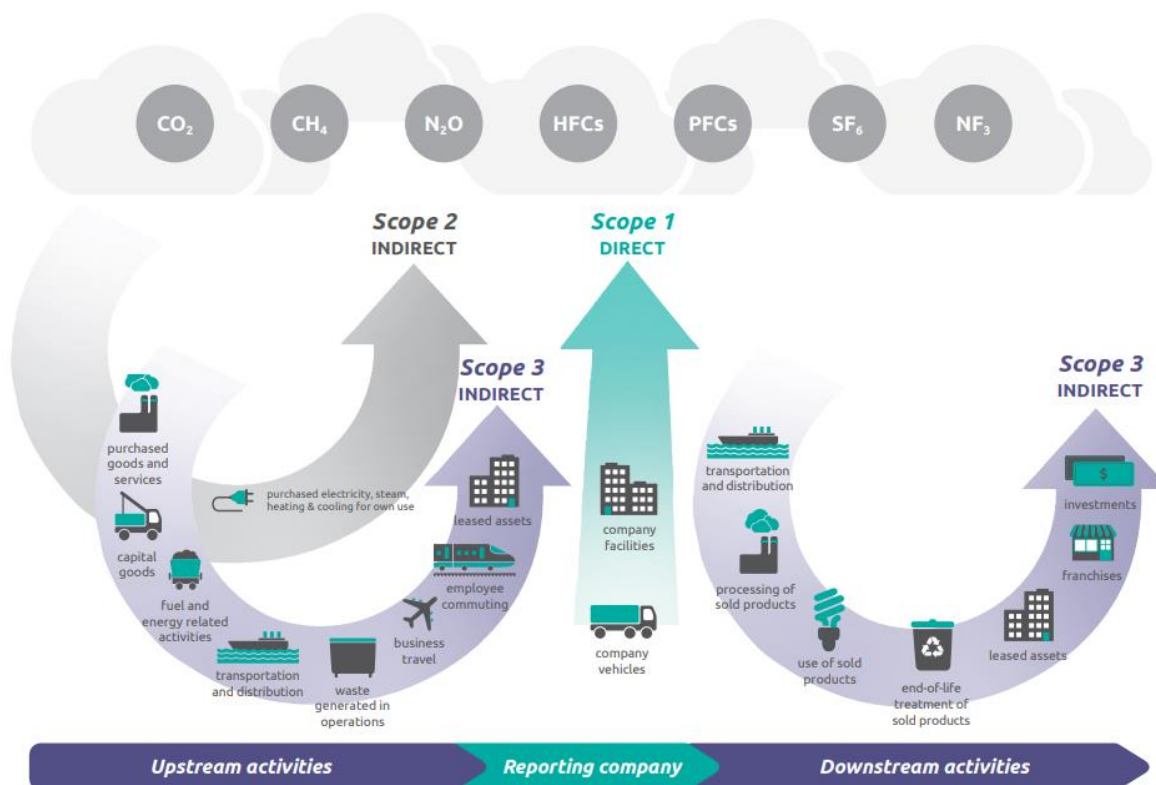 CO₂
CH₄
N₂O
HFCs
PFCs
SF₆
NF₃
Scope 2
INDIRECT
Scope 1
DIRECT
Scope 3
INDIRECT
Scope 3
INDIRECT
purchased
goods and
services
capital
goods
fuel and
energy related
activities
purchased electricity, steam,
heating & cooling for own use
transportation
and distribution
waste
generated in
operations
business
travel
employee
commuting
leased assets
company
facilities
company
vehicles
transportation
and distribution
processing of
sold products
use of sold
products
end-of-life
treatment of
sold products
leased assets
franchises
$
investments
Upstream activities
Reporting company
Downstream activities